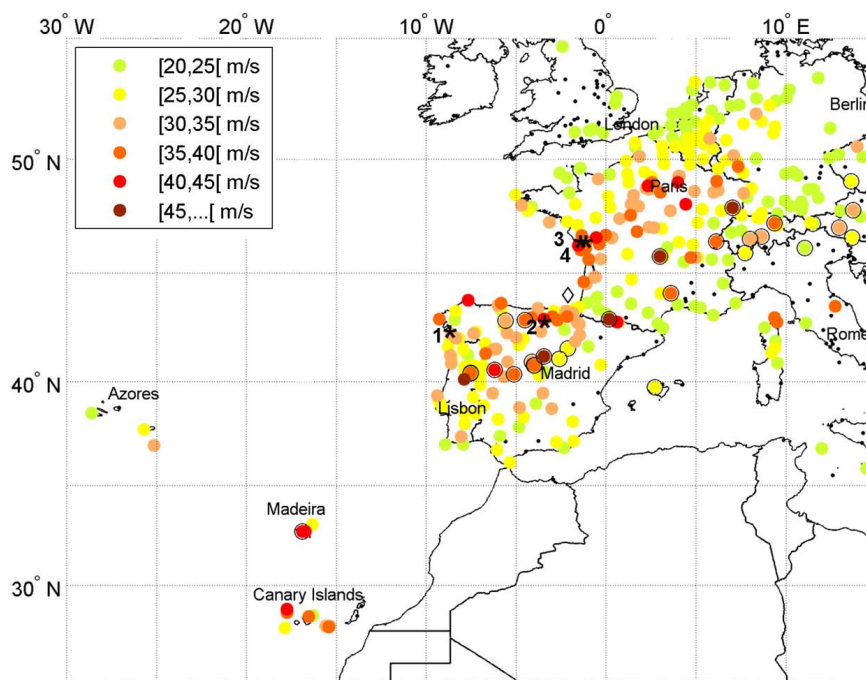 30° W 20° W 10° W 0° 10° E
[20,25[ m/s
[25,30[ m/s
[30,35[ m/s
[35,40[ m/s
[40,45[ m/s
[45,...[ m/s
Berlin
London
50° N
Paris
3
4
1
2
Rome
40° N
Azores
Madrid
Lisbon
Madeira
30° N
Canary Islands